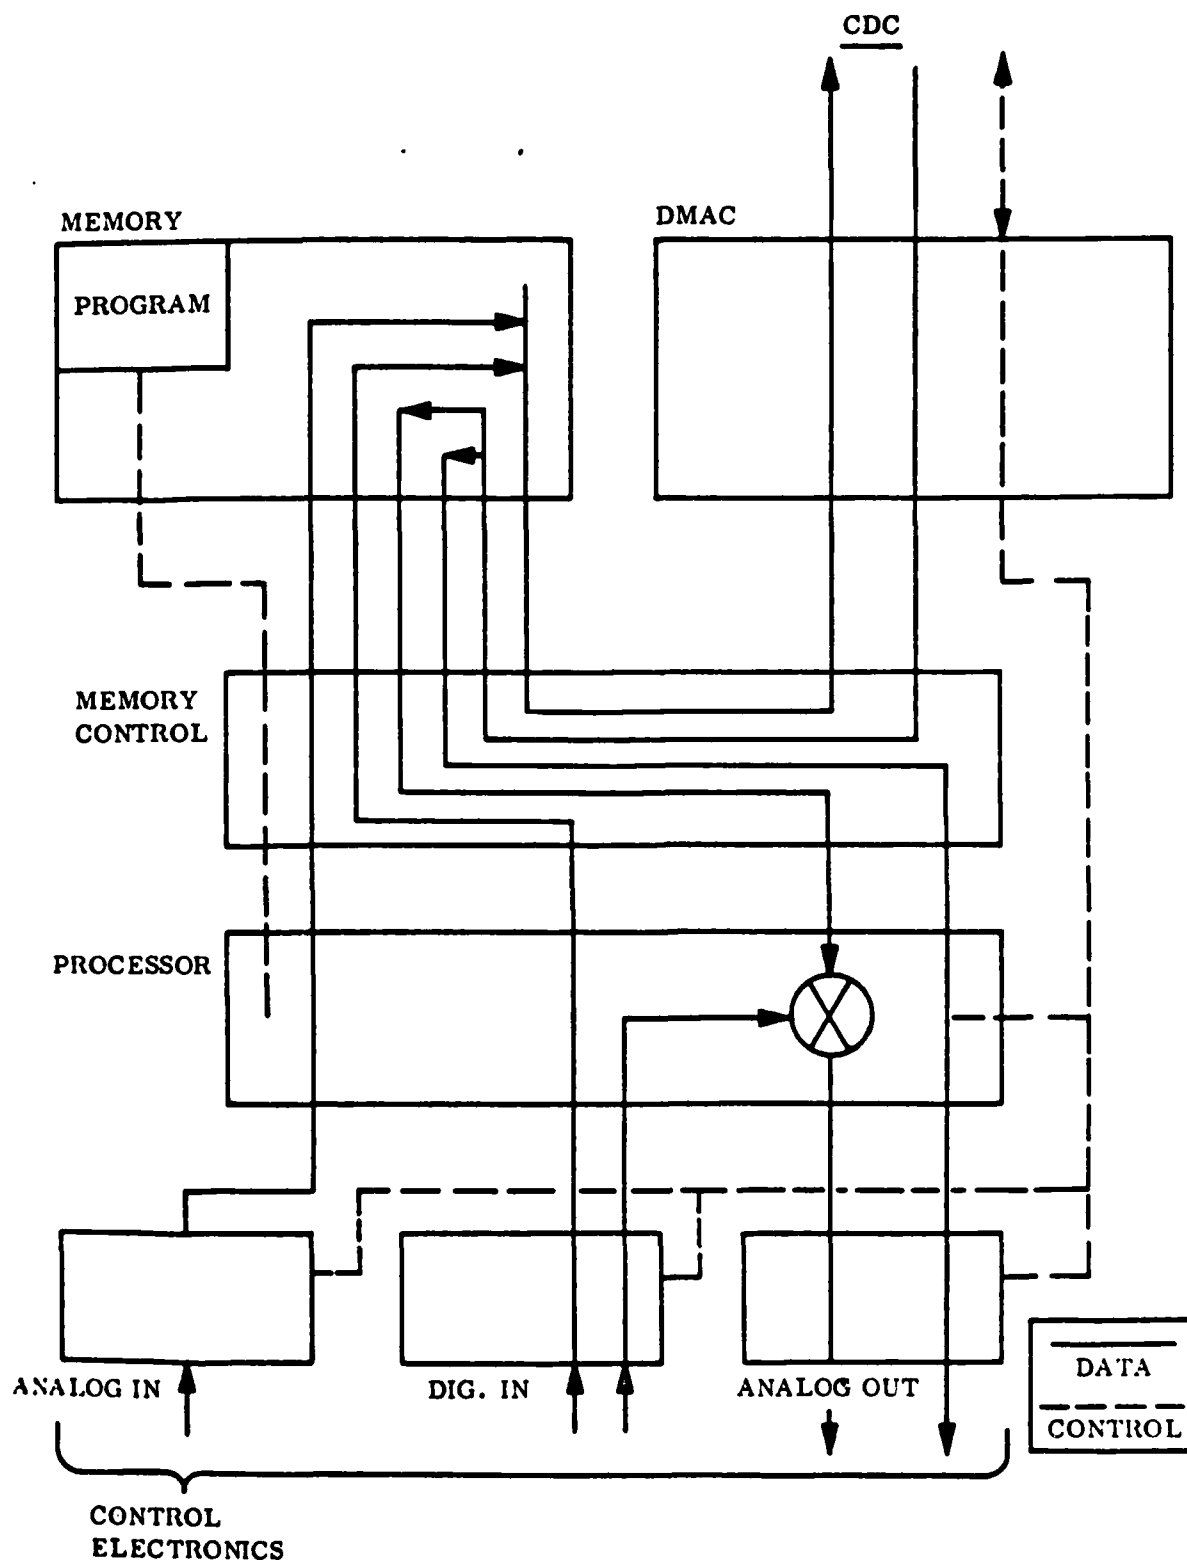 CDC
MEMORY
DMAC
PROGRAM
MEMORY
CONTROL
PROCESSOR
ANALOG IN
DIG. IN
ANALOG OUT
DATA
CONTROL
CONTROL
ELECTRONICS